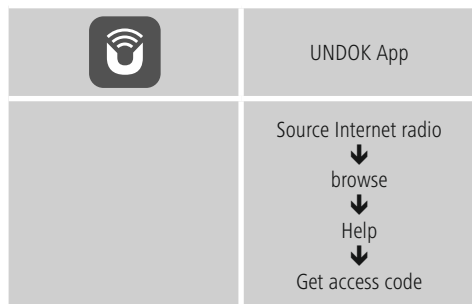 UNDOK App
Source Internet radio
🡻
browse
🡻
Help
🡻
Get access code